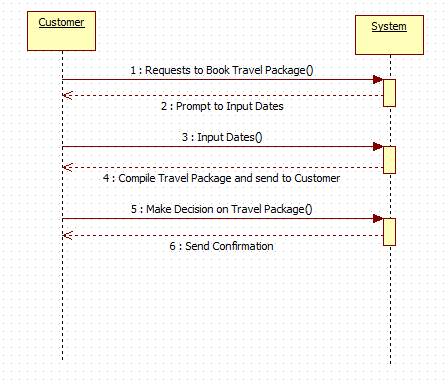 Customer
System
1 : Requests to Book Travel Package()
2 : Prompt to Input Dates
3 : Input Dates()
4 : Compile Travel Package and send to Customer
5 : Make Decision on Travel Package()
6 : Send Confirmation